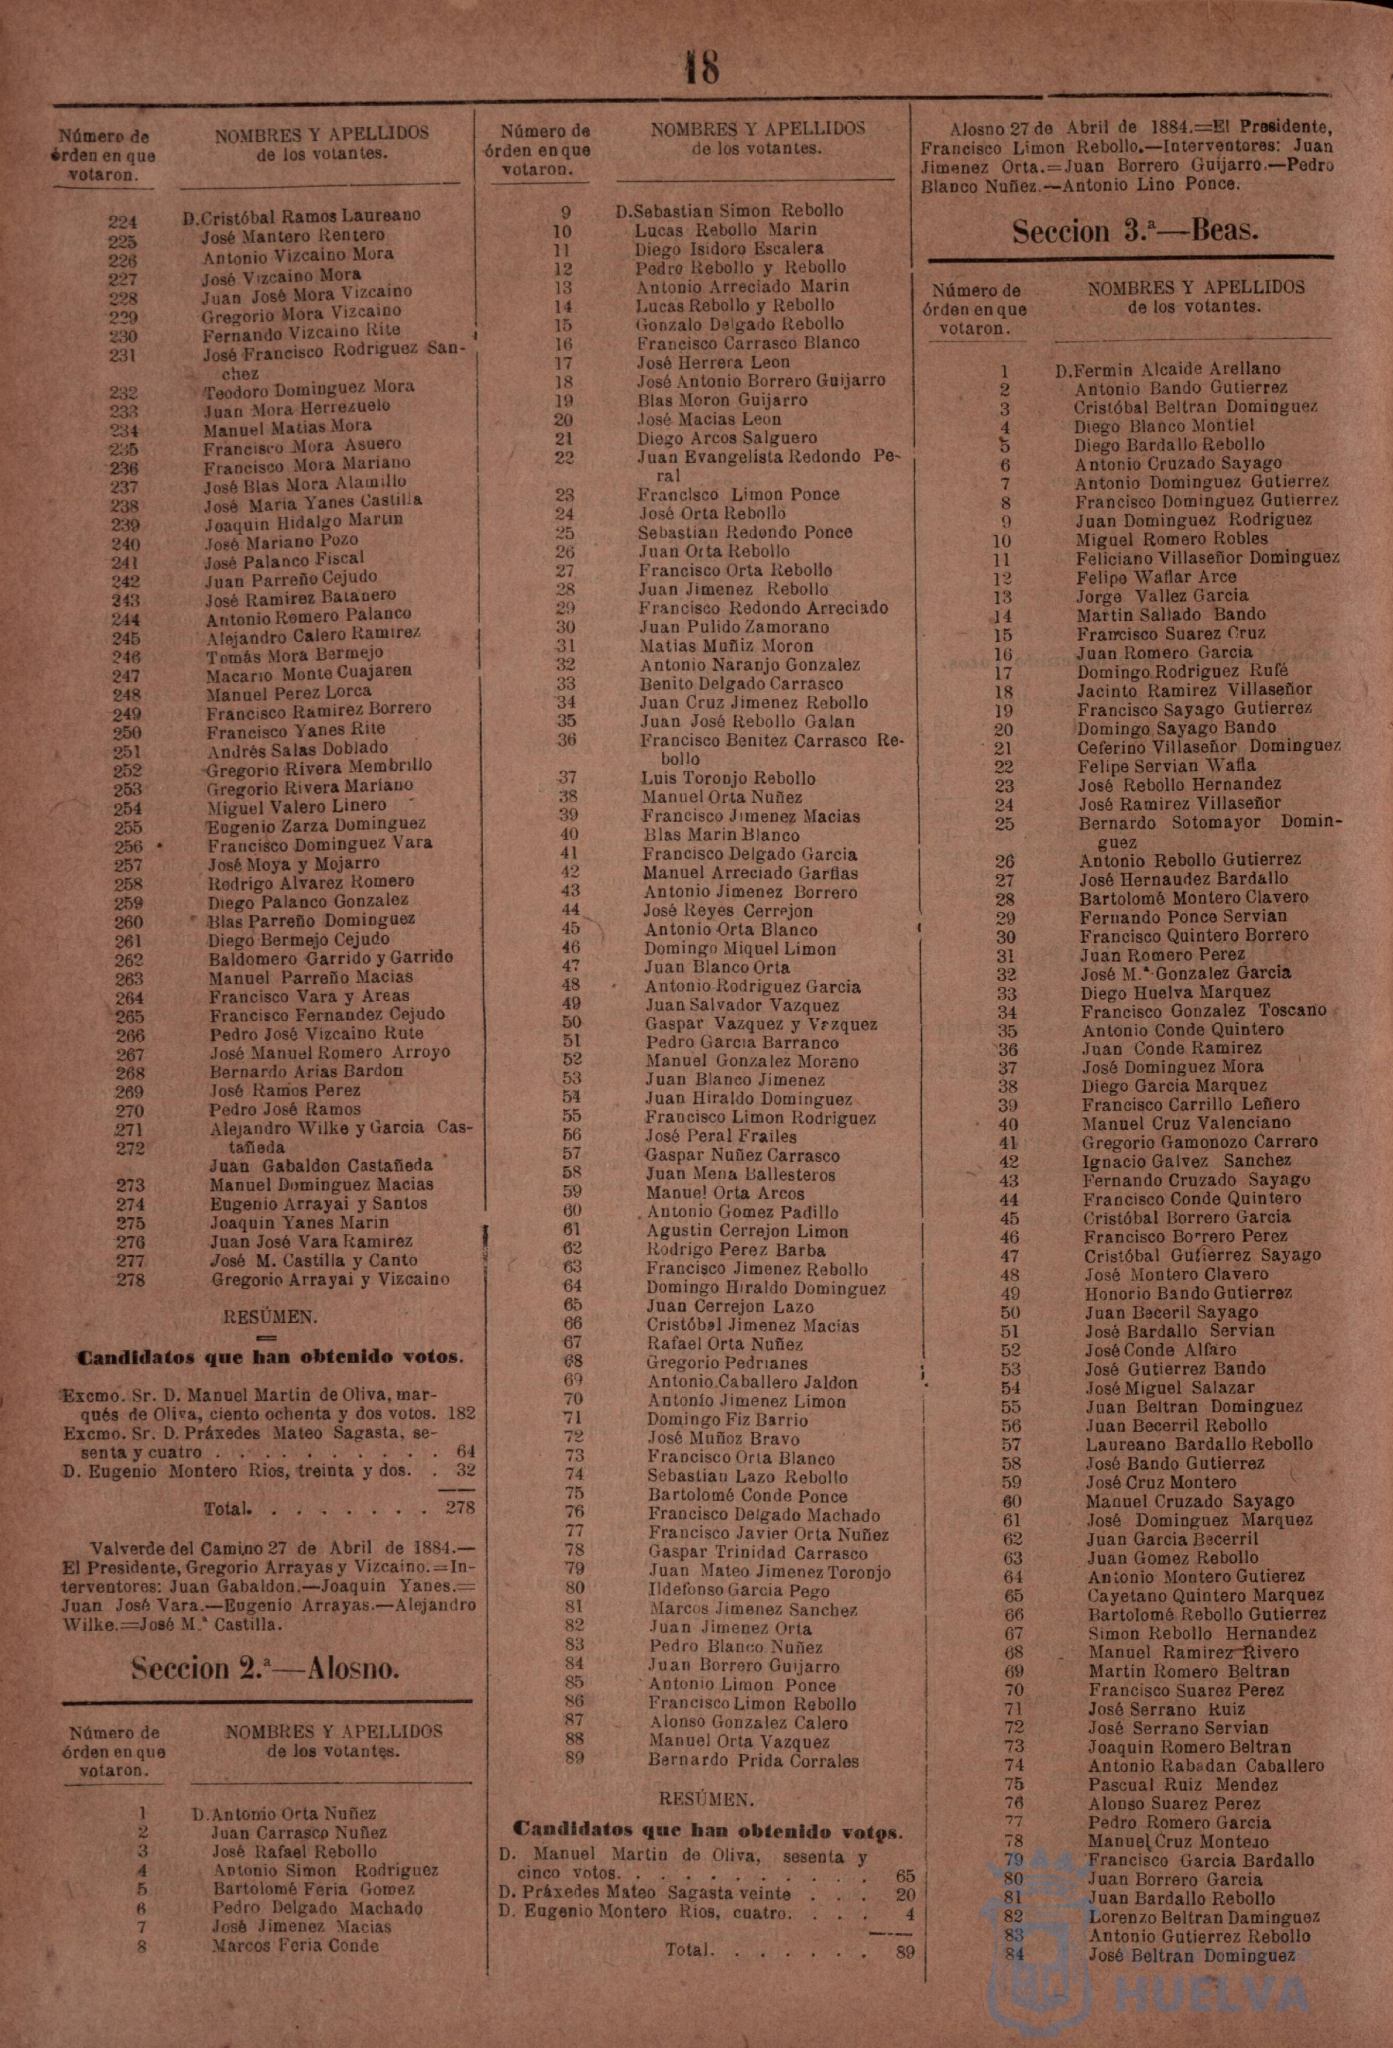 18
Número de
órden en que
votaron.
NOMBRES Y APELLIDOS
de los votantes.
224 D. Cristóbal Ramos Laureano
225 José Mantero Rentero
226 Antonio Vizcaino Mora
227 José Vizcaino Mora
228 Juan José Mora Vizcaino
229 Gregorio Mora Vizcaino
230 Fernando Vizcaino Rite
231 José Francisco Rodriguez San-
chez
232 Teodoro Dominguez Mora
233 Juan Mora Herrezuelo
234 Manuel Matias Mora
235 Francisco Mora Asuero
236 Francisco Mora Mariano
237 José Blas Mora Alamillo
238 José Maria Yanes Castilla
239 Joaquin Hidalgo Martin
240 José Mariano Pozo
241 José Palanco Fiscal
242 Juan Parreño Cejudo
243 José Ramirez Batanero
244 Antonio Romero Palanco
245 Alejandro Calero Ramirez
246 Tomás Mora Bermejo
247 Macario Monte Cuajaren
248 Manuel Perez Lorca
249 Francisco Ramirez Borrero
250 Francisco Yanes Rite
251 Andrés Salas Doblado
252 Gregorio Rivera Membrillo
253 Gregorio Rivera Mariano
254 Miguel Valero Linero
255 Eugenio Zarza Dominguez
256 Francisco Dominguez Vara
257 José Moya y Mojarro
258 Rodrigo Alvarez Romero
259 Diego Palanco Gonzalez
260 Blas Parreño Dominguez
261 Diego Bermejo Cejudo
262 Baldomero Garrido y Garrido
263 Manuel Parreño Macias
264 Francisco Vara y Areas
265 Francisco Fernandez Cejudo
266 Pedro José Vizcaino Rute
267 José Manuel Romero Arroyo
268 Bernardo Arias Bardon
269 José Ramos Perez
270 Pedro José Ramos
271 Alejandro Wilke y Garcia Cas-
272 tañeda
Juan Gabaldon Castañeda
273 Manuel Dominguez Macias
274 Eugenio Arrayai y Santos
275 Joaquin Yanes Marin
276 Juan José Vara Ramirez
277 José M. Castilla y Canto
278 Gregorio Arrayai y Vizcaino
RESÚMEN.
Candidatos que han obtenido votos.
Excmo. Sr. D. Manuel Martin de Oliva, mar-
qués de Oliva, ciento ochenta y dos votos. 182
Excmo. Sr. D. Práxedes Mateo Sagasta, se-
senta y cuatro . . . . . . . . . . 64
D. Eugenio Montero Rios, treinta y dos. . 32
Total. . . . . . . . 278
Valverde del Camino 27 de Abril de 1884.—
El Presidente, Gregorio Arrayas y Vizcaino.=In-
terventores: Juan Gabaldon.—Joaquin Yanes.=
Juan José Vara.—Eugenio Arrayas.—Alejandro
Wilke.=José M.ª Castilla.
Seccion 2.ª—Alosno.
Número de
órden en que
votaron.
NOMBRES Y APELLIDOS
de los votantes.
1 D. Antonio Orta Nuñez
2 Juan Carrasco Nuñez
3 José Rafael Rebollo
4 Antonio Simon Rodriguez
5 Bartolomé Feria Gomez
6 Pedro Delgado Machado
7 José Jimenez Macias
8 Marcos Feria Conde
Número de
órden en que
votaron.
NOMBRES Y APELLIDOS
de los votantes.
9 D. Sebastian Simon Rebollo
10 Lucas Rebollo Marin
11 Diego Isidoro Escalera
12 Pedro Rebollo y Rebollo
13 Antonio Arreciado Marin
14 Lucas Rebollo y Rebollo
15 Gonzalo Delgado Rebollo
16 Francisco Carrasco Blanco
17 José Herrera Leon
18 José Antonio Borrero Guijarro
19 Blas Moron Guijarro
20 José Macias Leon
21 Diego Arcos Salguero
22 Juan Evangelista Redondo Pe-
ral
23 Francisco Limon Ponce
24 José Orta Rebollo
25 Sebastian Redondo Ponce
26 Juan Orta Rebollo
27 Francisco Orta Rebollo
28 Juan Jimenez Rebollo
29 Francisco Redondo Arreciado
30 Juan Pulido Zamorano
31 Matias Muñiz Moron
32 Antonio Naranjo Gonzalez
33 Benito Delgado Carrasco
34 Juan Cruz Jimenez Rebollo
35 Juan José Rebollo Galan
36 Francisco Benitez Carrasco Re-
bollo
37 Luis Toronjo Rebollo
38 Manuel Orta Nuñez
39 Francisco Jimenez Macias
40 Blas Marin Blanco
41 Francisco Delgado Garcia
42 Manuel Arreciado Garfias
43 Antonio Jimenez Borrero
44 José Reyes Cerrejon
45 Antonio Orta Blanco
46 Domingo Miquel Limon
47 Juan Blanco Orta
48 Antonio Rodriguez Garcia
49 Juan Salvador Vazquez
50 Gaspar Vazquez y Vazquez
51 Pedro Garcia Barranco
52 Manuel Gonzalez Moreno
53 Juan Blanco Jimenez
54 Juan Hiraldo Dominguez
55 Francisco Limon Rodriguez
56 José Peral Frailes
57 Gaspar Nuñez Carrasco
58 Juan Mena Ballesteros
59 Manuel Orta Arcos
60 Antonio Gomez Padillo
61 Agustin Cerrejon Limon
62 Rodrigo Perez Barba
63 Francisco Jimenez Rebollo
64 Domingo Hiraldo Dominguez
65 Juan Cerrejon Lazo
66 Cristóbal Jimenez Macias
67 Rafael Orta Nuñez
68 Gregorio Pedrianes
69 Antonio Caballero Jaldon
70 Antonio Jimenez Limon
71 Domingo Fiz Barrio
72 José Muñoz Bravo
73 Francisco Orta Blanco
74 Sebastian Lazo Rebollo
75 Bartolomé Conde Ponce
76 Francisco Delgado Machado
77 Francisco Javier Orta Nuñez
78 Gaspar Trinidad Carrasco
79 Juan Mateo Jimenez Toronjo
80 Ildefonso Garcia Pego
81 Marcos Jimenez Sanchez
82 Juan Jimenez Orta
83 Pedro Blanco Nuñez
84 Juan Borrero Guijarro
85 Antonio Limon Ponce
86 Francisco Limon Rebollo
87 Alonso Gonzalez Calero
88 Manuel Orta Vazquez
89 Bernardo Prida Corrales
RESÚMEN.
Candidatos que han obtenido votos.
D. Manuel Martin de Oliva, sesenta y
cinco votos. . . . . . . . . . . 65
D. Práxedes Mateo Sagasta veinte . . . 20
D. Eugenio Montero Rios, cuatro. . . . 4
Total. . . . . . . 89
Alosno 27 de Abril de 1884.=El Presidente,
Francisco Limon Rebollo.—Interventores: Juan
Jimenez Orta.=Juan Borrero Guijarro.—Pedro
Blanco Nuñez.—Antonio Lino Ponce.
Seccion 3.ª—Beas.
Número de
órden en que
votaron.
NOMBRES Y APELLIDOS
de los votantes.
1 D. Fermin Alcaide Arellano
2 Antonio Bando Gutierrez
3 Cristóbal Beltran Dominguez
4 Diego Blanco Montiel
5 Diego Bardallo Rebollo
6 Antonio Cruzado Sayago
7 Antonio Dominguez Gutierrez
8 Francisco Dominguez Gutierrez
9 Juan Dominguez Rodriguez
10 Miguel Romero Robles
11 Feliciano Villaseñor Dominguez
12 Felipe Waflar Arce
13 Jorge Vallez Garcia
14 Martin Sallado Bando
15 Francisco Suarez Cruz
16 Juan Romero Garcia
17 Domingo Rodriguez Rufé
18 Jacinto Ramirez Villaseñor
19 Francisco Sayago Gutierrez
20 Domingo Sayago Bando
21 Ceferino Villaseñor Dominguez
22 Felipe Servian Wafla
23 José Rebollo Hernandez
24 José Ramirez Villaseñor
25 Bernardo Sotomayor Domin-
guez
26 Antonio Rebollo Gutierrez
27 José Hernaudez Bardallo
28 Bartolomé Montero Clavero
29 Fernando Ponce Servian
30 Francisco Quintero Borrero
31 Juan Romero Perez
32 José M.ª Gonzalez Garcia
33 Diego Huelva Marquez
34 Francisco Gonzalez Toscano
35 Antonio Conde Quintero
36 Juan Conde Ramirez
37 José Dominguez Mora
38 Diego Garcia Marquez
39 Francisco Carrillo Leñero
40 Manuel Cruz Valenciano
41 Gregorio Gamonozo Carrero
42 Ignacio Galvez Sanchez
43 Fernando Cruzado Sayago
44 Francisco Conde Quintero
45 Cristóbal Borrero Garcia
46 Francisco Borrero Perez
47 Cristóbal Gutierrez Sayago
48 José Montero Clavero
49 Honorio Bando Gutierrez
50 Juan Beceril Sayago
51 José Bardallo Servian
52 José Conde Alfaro
53 José Gutierrez Bando
54 José Miguel Salazar
55 Juan Beltran Dominguez
56 Juan Becerril Rebollo
57 Laureano Bardallo Rebollo
58 José Bando Gutierrez
59 José Cruz Montero
60 Manuel Cruzado Sayago
61 José Dominguez Marquez
62 Juan Garcia Becerril
63 Juan Gomez Rebollo
64 Antonio Montero Gutierez
65 Cayetano Quintero Marquez
66 Bartolomé Rebollo Gutierrez
67 Simon Rebollo Hernandez
68 Manuel Ramirez Rivero
69 Martin Romero Beltran
70 Francisco Suarez Perez
71 José Serrano Ruiz
72 José Serrano Servian
73 Joaquin Romero Beltran
74 Antonio Rabadan Caballero
75 Pascual Ruiz Mendez
76 Alonso Suarez Perez
77 Pedro Romero Garcia
78 Manuel Cruz Montero
79 Francisco Garcia Bardallo
80 Juan Borrero Garcia
81 Juan Bardallo Rebollo
82 Lorenzo Beltran Daminguez
83 Antonio Gutierrez Rebollo
84 José Beltran Dominguez
HUELVA